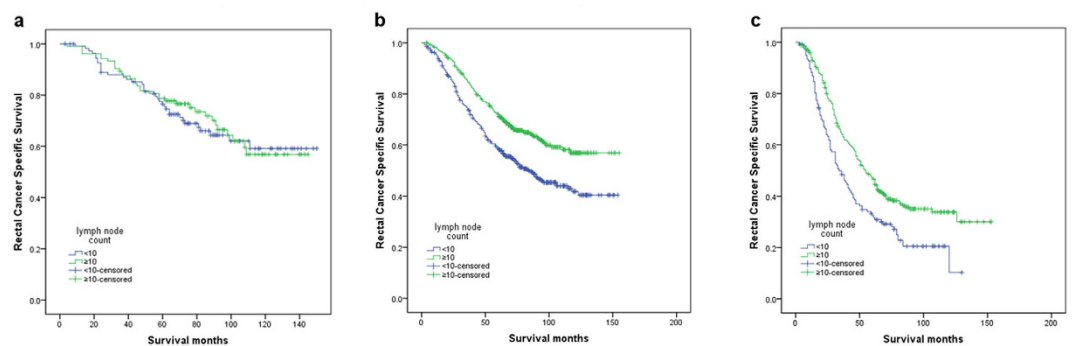 a
Rectal Cancer Specific Survival
1.0
0.8
0.6
0.4
0.2
0.0
lymph node
count
<10
≥10
<10-censored
≥10-censored
0 20 40 60 80 100 120 140
Survival months
b
Rectal Cancer Specific Survival
1.0
0.8
0.6
0.4
0.2
0.0
lymph node
count
<10
≥10
<10-censored
≥10-censored
0 50 100 150 200
Survival months
c
Rectal Cancer Specific Survival
1.0
0.8
0.6
0.4
0.2
0.0
lymph node
count
<10
≥10
<10-censored
≥10-censored
0 50 100 150 200
Survival months